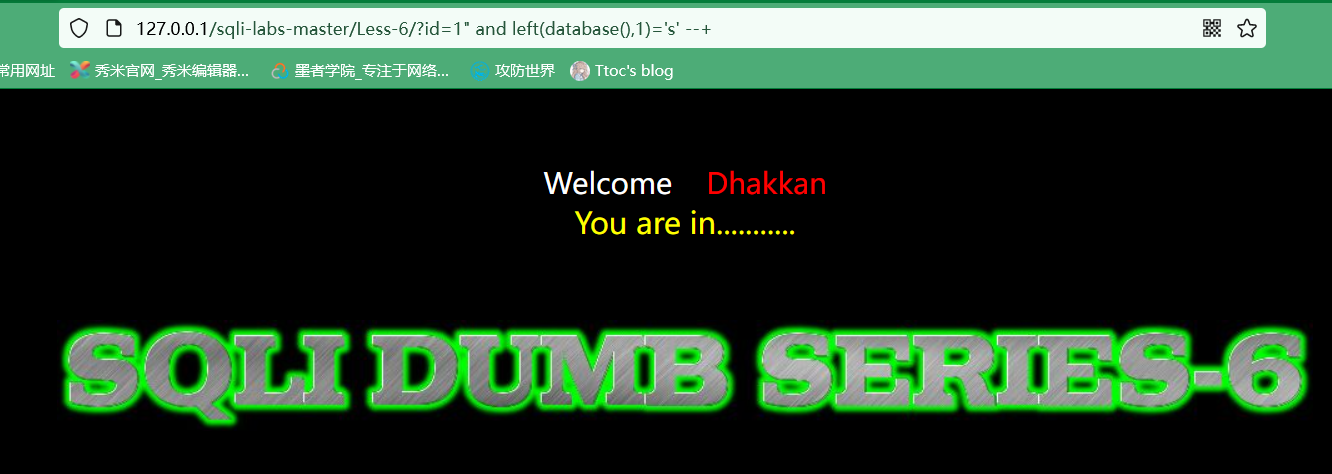 127.0.0.1/sqli-labs-master/Less-6/?id=1" and left(database(),1)='s' --+
常用网址 秀米官网_秀米编辑器... 墨者学院_专注于网络... 攻防世界 Ttoc's blog
Welcome Dhakkan
You are in...........
SQLI DUMB SERIES-6